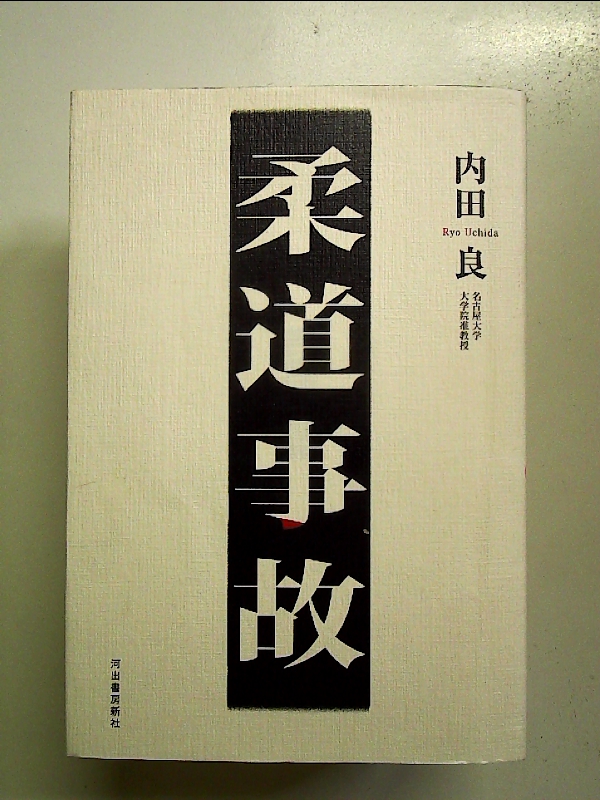 内田 良
Ryo Uchida
名古屋大学
大学院准教授
柔道事故
河出書房新社